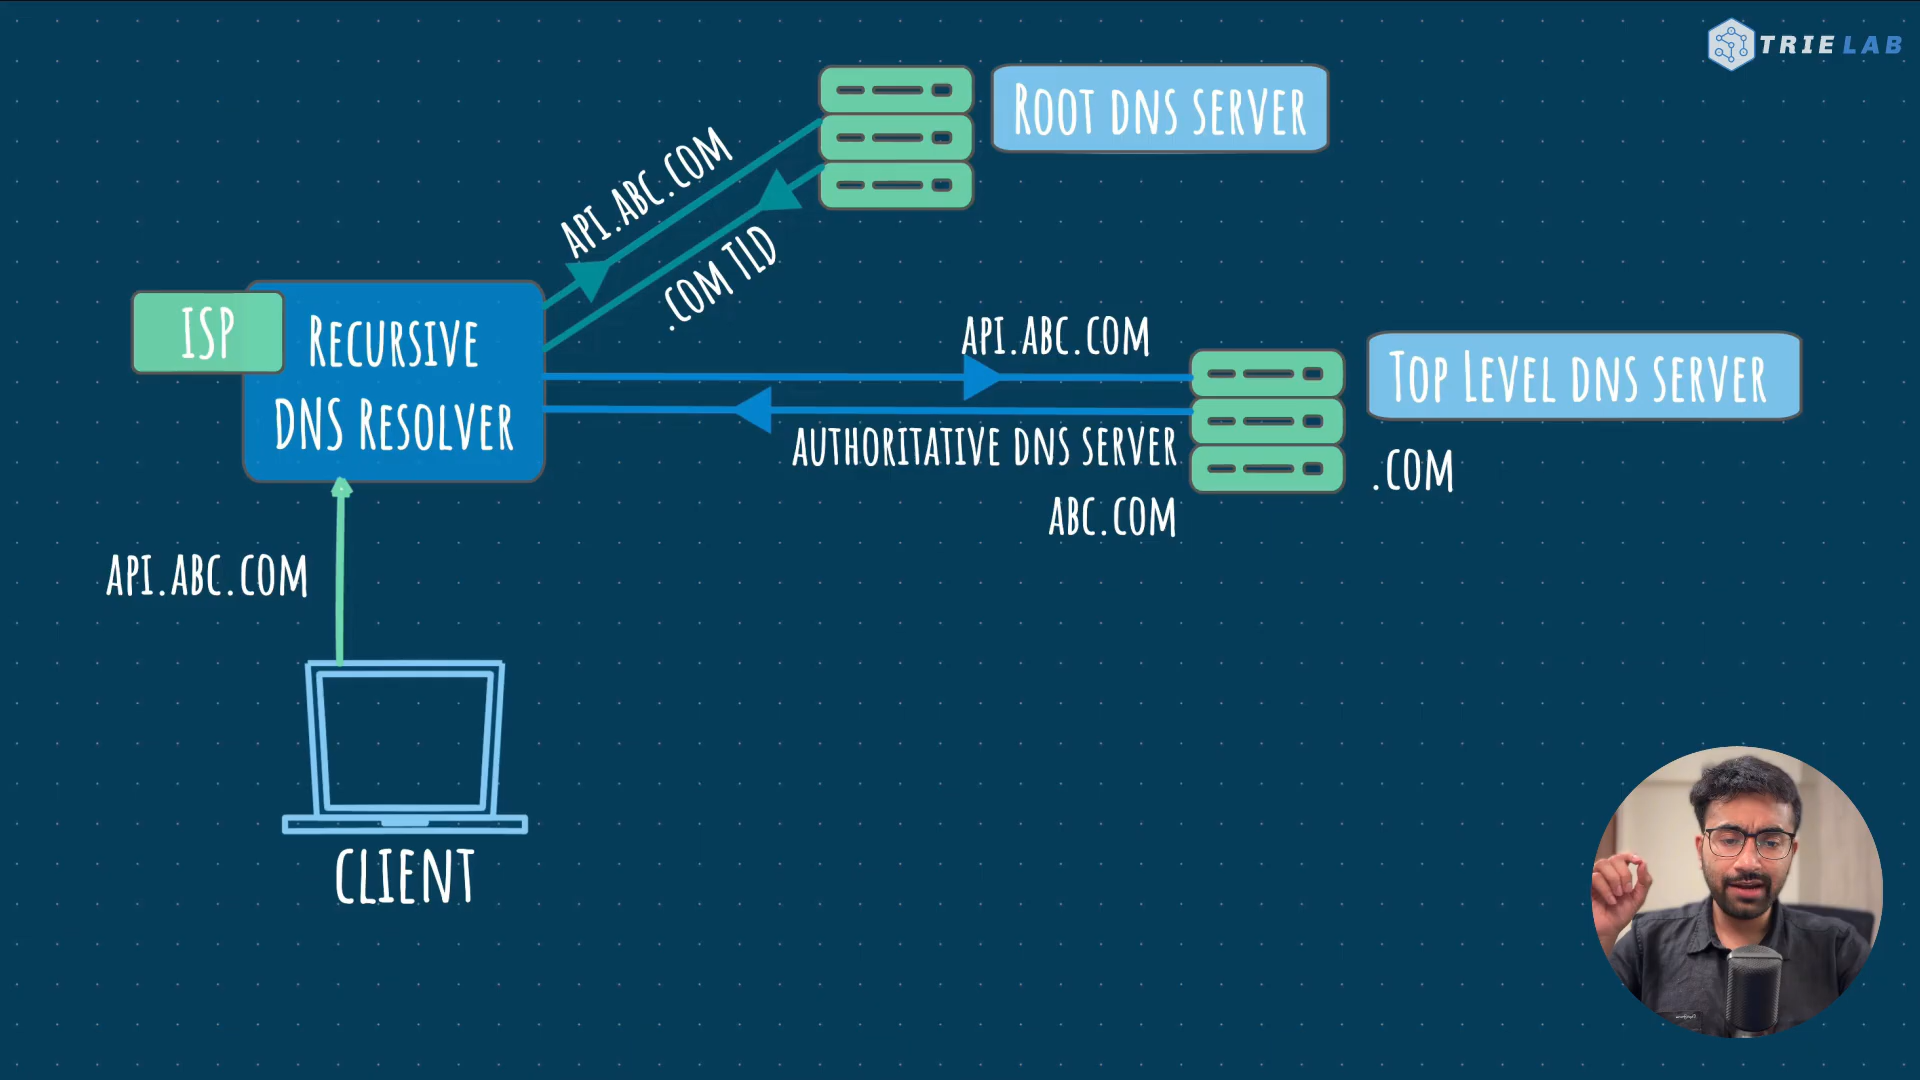 TRIE LAB
ROOT DNS SERVER
API.ABC.COM
.COM TLD
ISP
RECURSIVE
DNS RESOLVER
API.ABC.COM
TOP LEVEL DNS SERVER
AUTHORITATIVE DNS SERVER
.COM
ABC.COM
API.ABC.COM
CLIENT